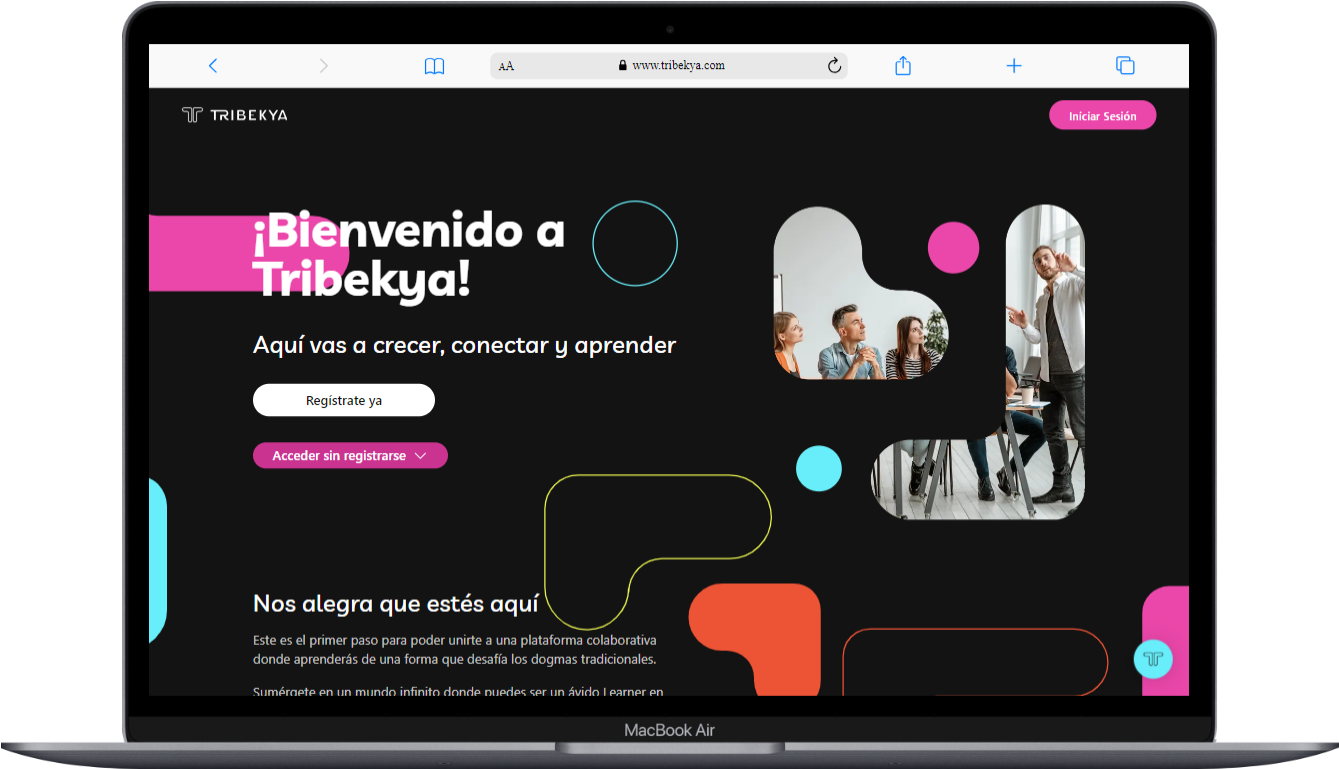 AA
www.tribekya.com
TRIBEKYA
Iniciar Sesión
¡Bienvenido a
Tribekya!
Aquí vas a crecer, conectar y aprender
Regístrate ya
Acceder sin registrarse
Nos alegra que estés aquí
Este es el primer paso para poder unirte a una plataforma colaborativa
donde aprenderás de una forma que desafía los dogmas tradicionales.
Sumérgete en un mundo infinito donde puedes ser un ávido Learner en
MacBook Air